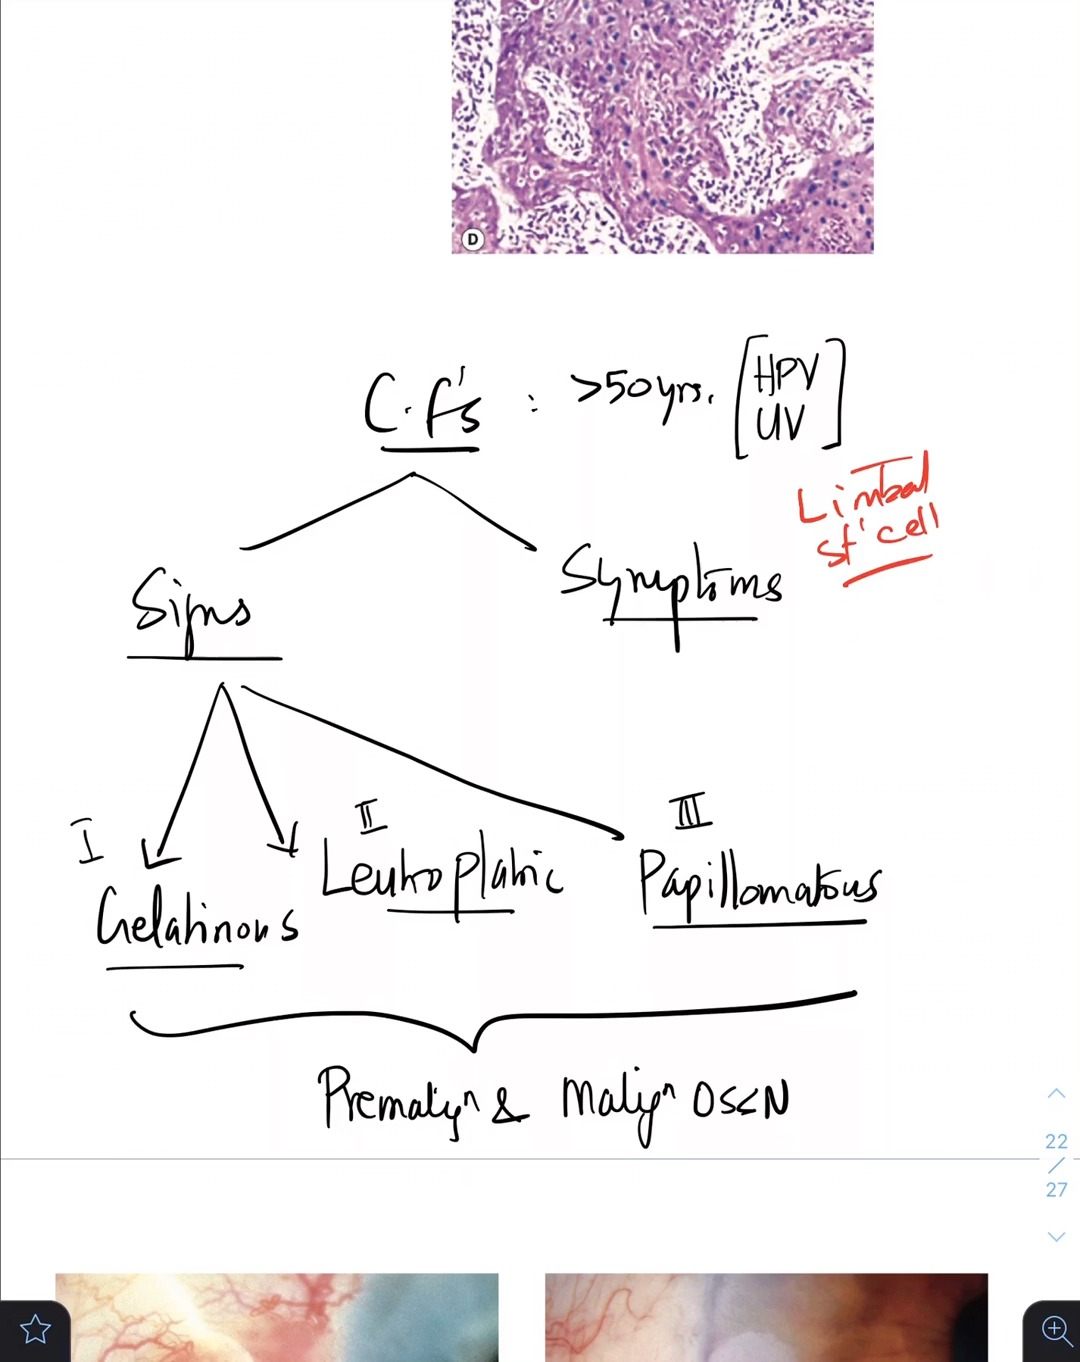 D
C.f's : >50yrs. [HPV
UV]
Limbal
st' cell
Signs
Symptoms
I
II
III
Gelatinous
Leukoplakic
Papillomatous
Premalign & Malign OSSN
22
/
27